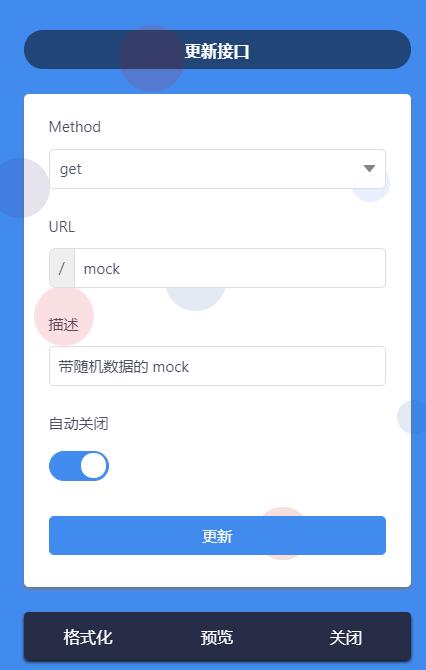 更新接口
Method
get
URL
/ mock
描述
带随机数据的 mock
自动关闭
更新
格式化 预览 关闭